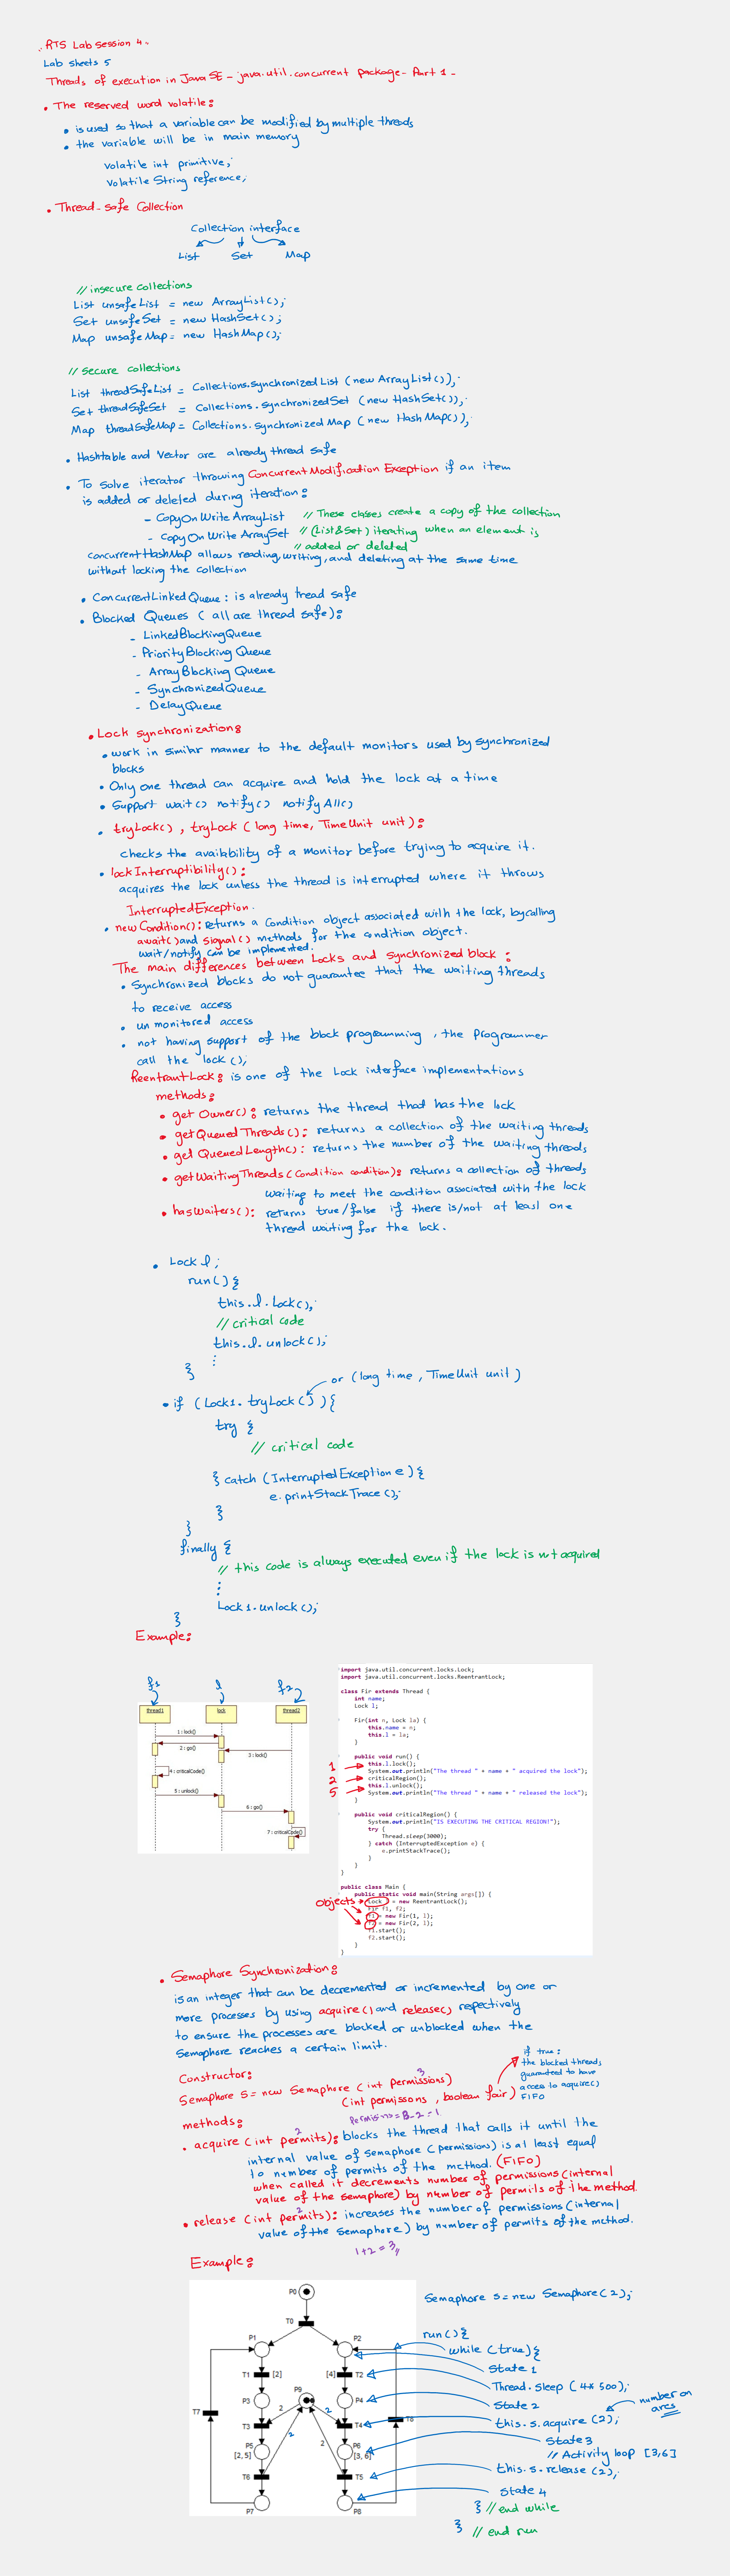 RTS Lab session 4
Lab sheets 5
Threads of execution in Java SE - java.util.concurrent package - Part 1 -
• The reserved word volatile:
• is used so that a variable can be modified by multiple threads
• the variable will be in main memory
volatile int primitive;
volatile String reference;
• Thread-safe Collection
Collection interface
List Set Map
// insecure collections
List unsafeList = new ArrayList();
Set unsafeSet = new HashSet();
Map unsafeMap = new HashMap();
// secure collections
List threadSafeList = Collections.synchronizedList (new ArrayList());
Set threadSafeSet = Collections.synchronizedSet (new HashSet());
Map threadSafeMap = Collections.synchronized Map (new HashMap());
• Hashtable and Vector are already thread safe
• To solve iterator throwing Concurrent Modification Exception if an item
is added or deleted during iteration:
- CopyOnWrite ArrayList // These classes create a copy of the collection
- CopyOnWrite ArraySet // (List&Set) iterating when an element is
// added or deleted
concurrentHashMap allows reading, writing, and deleting at the same time
without locking the collection
• ConcurrentLinkedQueue: is already tread safe
• Blocked Queues (all are thread safe):
- LinkedBlockingQueue
- PriorityBlocking Queue
- ArrayBlocking Queue
- SynchronizedQueue
- DelayQueue
• Lock synchronization:
• work in similar manner to the default monitors used by synchronized
blocks
• Only one thread can acquire and hold the lock at a time
• Support wait() notify() notifyAll()
• tryLock(), tryLock (long time, TimeUnit unit):
checks the availability of a monitor before trying to acquire it.
• lockInterruptibility():
acquires the lock unless the thread is interrupted where it throws
InterruptedException.
• newCondition(): returns a Condition object associated with the lock, by calling
await() and signal() methods for the condition object.
wait/notify can be implemented.
The main differences between Locks and synchronized block:
• Synchronized blocks do not guarantee that the waiting threads
to receive access
• un monitored access
• not having support of the block programming, the programmer
call the lock();
ReentrantLock: is one of the Lock interface implementations
methods:
• get Owner(): returns the thread that has the lock
• getQueuedThreads(): returns a collection of the waiting threads
• get QueuedLength(): returns the number of the waiting threads
• getWaitingThreads (Condition condition): returns a collection of threads
waiting to meet the condition associated with the lock
• hasWaiters(): returns true/false if there is/not at least one
thread waiting for the lock.
• Lock l;
run() {
this.l.lock();
// critical code
this.l.unlock();
⋮
}
or (long time, TimeUnit unit)
• if (Lock1.tryLock()) {
try {
// critical code
} catch (InterruptedException e) {
e.printStackTrace();
}
}
finally {
// this code is always executed even if the lock is not acquired
⋮
Lock1.unlock();
}
Example:
f1 l f2
thread1 lock thread2
1 : lock()
2 : go()
3 : lock()
4 : criticalCode()
5 : unlock()
6 : go()
7 : criticalCode()
import java.util.concurrent.locks.Lock;
import java.util.concurrent.locks.ReentrantLock;
class Fir extends Thread {
int name;
Lock l;
Fir(int n, Lock la) {
this.name = n;
this.l = la;
}
public void run() {
1 this.l.lock();
System.out.println("The thread " + name + " acquired the lock");
2 criticalRegion();
5 this.l.unlock();
System.out.println("The thread " + name + " released the lock");
}
public void criticalRegion() {
System.out.println("IS EXECUTING THE CRITICAL REGION!");
try {
Thread.sleep(3000);
} catch (InterruptedException e) {
e.printStackTrace();
}
}
}
public class Main {
public static void main(String args[]) {
Objects Lock l = new ReentrantLock();
Fir f1, f2;
f1 = new Fir(1, l);
f2 = new Fir(2, l);
f1.start();
f2.start();
}
}
• Semaphore Synchronization:
is an integer that can be decremented or incremented by one or
more processes by using acquire() and release() repectively
to ensure the processes are blocked or unblocked when the
Semaphore reaches a certain limit.
if true:
the blocked threads
guaranteed to have
access to acquire()
FIFO
Constructor:
3
Semaphore S = new Semaphore (int permissions)
(int permissons, boolean fair)
permissons = 3-2 = 1
methods:
2
• acquire (int permits): blocks the thread that calls it until the
internal value of semaphore (permissions) is at least equal
to number of permits of the method. (FIFO)
when called it decrements number of permissions (internal
value of the semaphore) by number of permits of the method.
2
• release (int permits): increases the number of permissions (internal
value of the semaphore) by number of permits of the method.
1+2 = 3
Example:
P0
T0
P1 P2
T1 [2] [4] T2
P3 P9 P4
T7 T8
2 2
T3 T4
P5 P6
[2, 5] [3, 6]
2 2
T6 T5
P7 P8
Semaphore s = new Semaphore(2);
run() {
while (true) {
State 1
Thread.sleep (4* 500);
State 2
number on
arcs
this.s.acquire (2);
State 3
// Activity loop [3,6]
this.s.release (2);
State 4
} // end while
} // end run